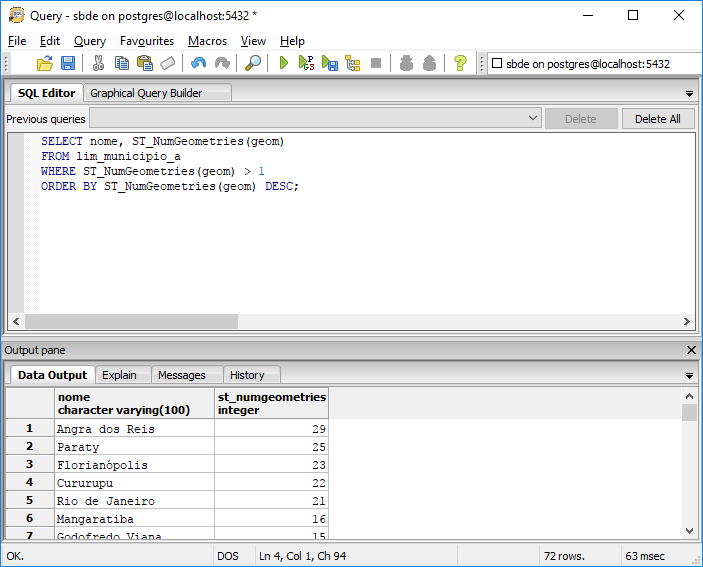 Query - sbde on postgres@localhost:5432 *
File Edit Query Favourites Macros View Help
sbde on postgres@localhost:5432
SQL Editor Graphical Query Builder
Previous queries Delete Delete All
SELECT nome, ST_NumGeometries(geom)
FROM lim_municipio_a
WHERE ST_NumGeometries(geom) > 1
ORDER BY ST_NumGeometries(geom) DESC;
Output pane
Data Output Explain Messages History
nome st_numgeometries
character varying(100) integer
1 Angra dos Reis 29
2 Paraty 25
3 Florianópolis 23
4 Cururupu 22
5 Rio de Janeiro 21
6 Mangaratiba 16
7 Godofredo Viana 15
OK. DOS Ln 4, Col 1, Ch 94 72 rows. 63 msec